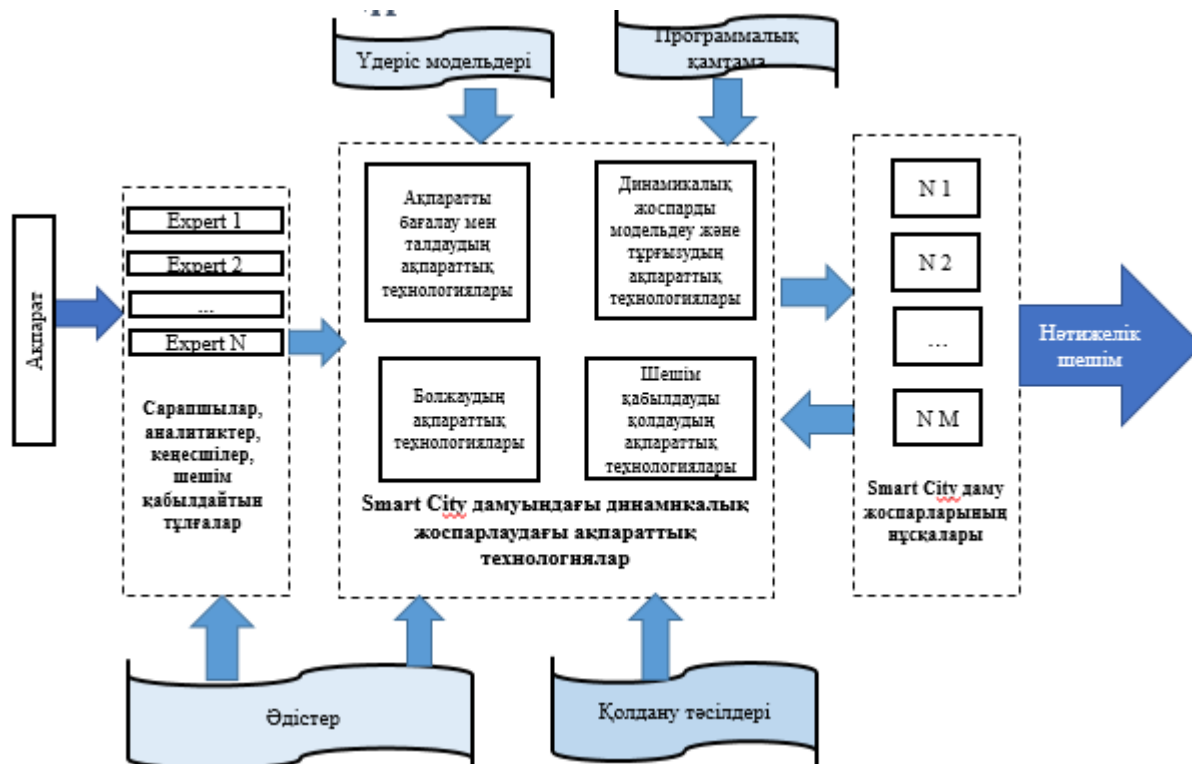 Үдеріс модельдері
Программалық
қамтама
Ақпарат
Expert 1
Expert 2
...
Expert N
Сарапшылар,
аналитиктер,
кеңесшілер,
шешім
қабылдайтын
тұлғалар
Ақпаратты
бағалау мен
талдаудың
ақпараттық
технологиялары
Динамикалық
жоспарды
модельдеу және
тұрғызудың
ақпараттық
технологиялары
Болжаудың
ақпараттық
технологиялары
Шешім
қабылдауды
қолдаудың
ақпараттық
технологиялары
Smart City дамуындағы динамикалық
жоспарлаудағы ақпараттық
технологиялар
N 1
N 2
...
N M
Smart City даму
жоспарларының
нұсқалары
Нәтижелік
шешім
Әдістер
Қолдану тәсілдері